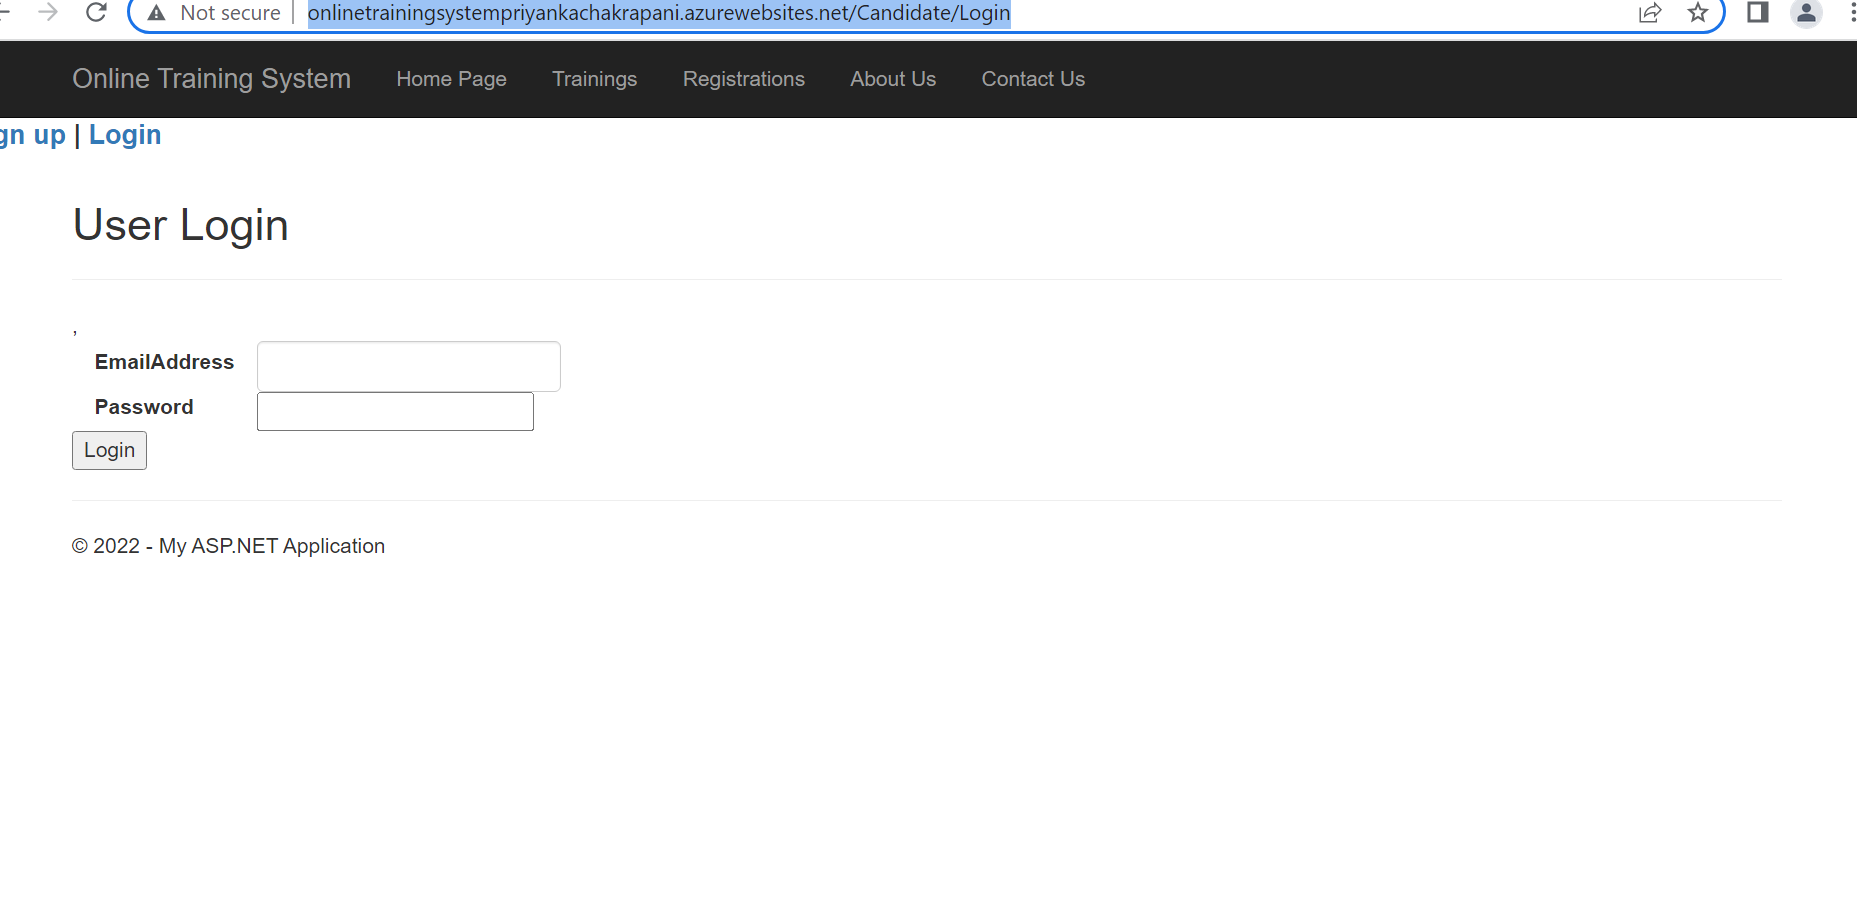 Not secure | onlinetrainingsystempriyankachakrapani.azurewebsites.net/Candidate/Login
Online Training System Home Page Trainings Registrations About Us Contact Us
gn up | Login
User Login
,
EmailAddress
Password
Login
© 2022 - My ASP.NET Application